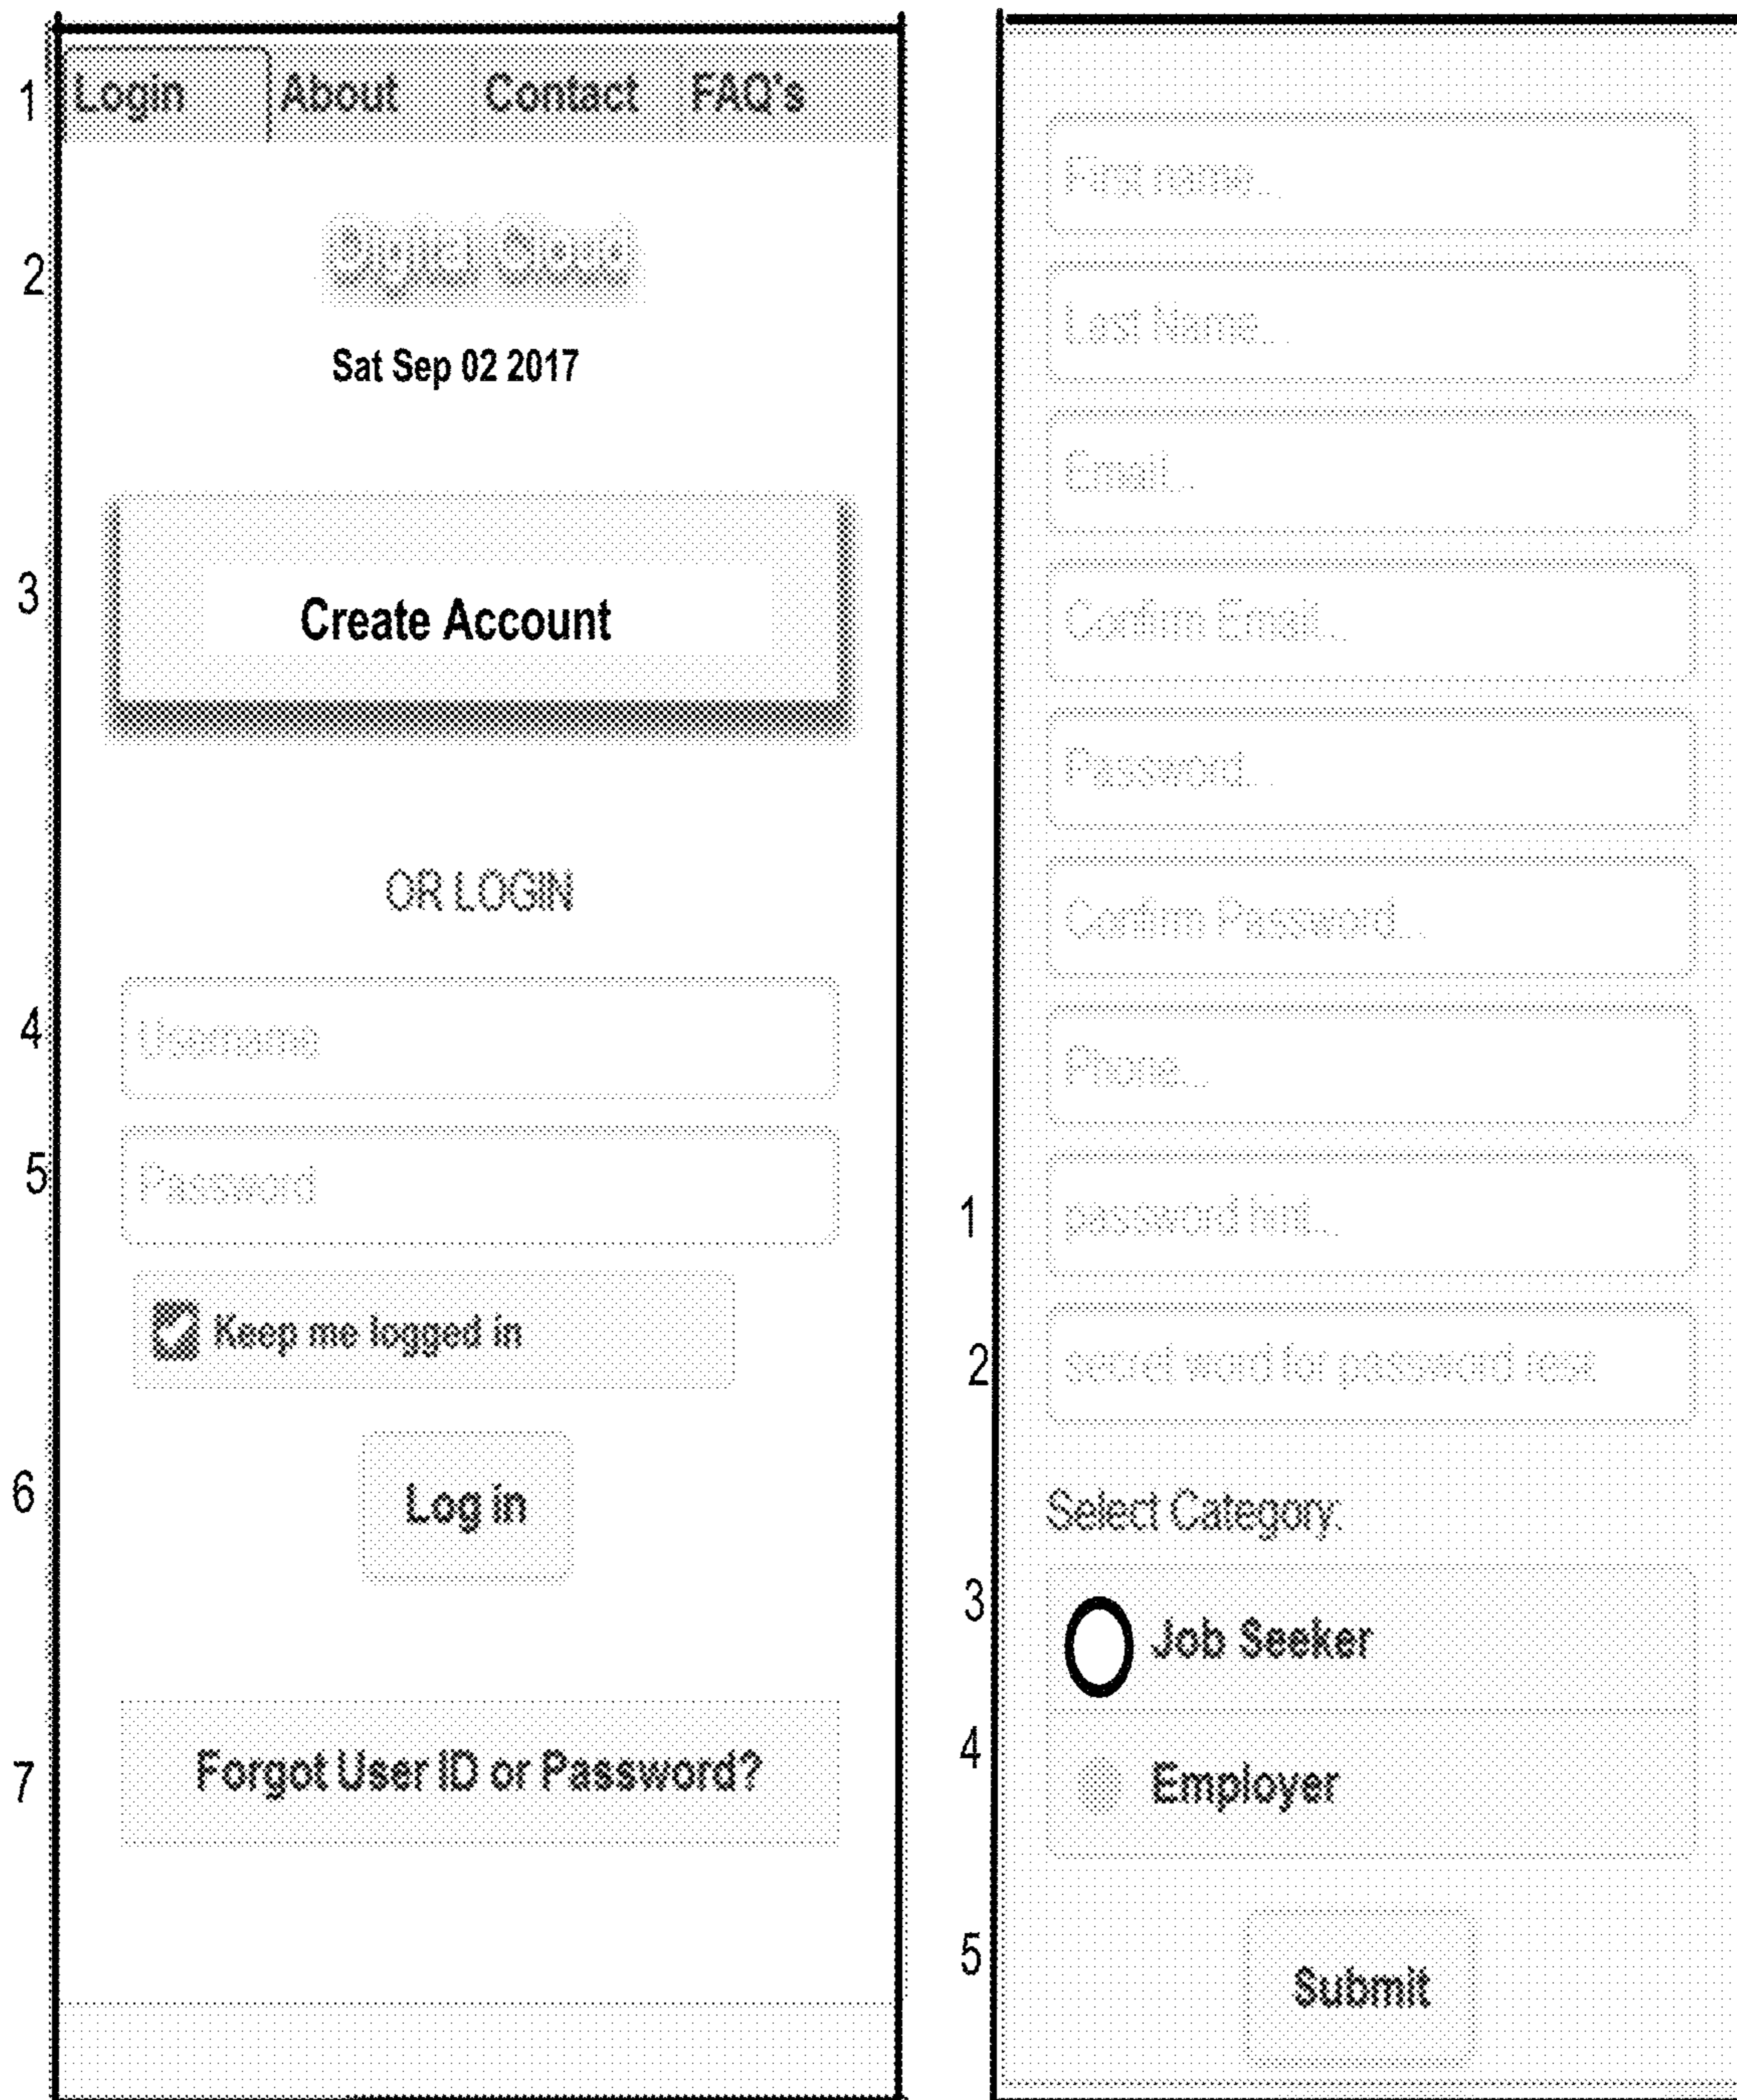 1 Login About Contact FAQ's
2 Digital Cloud
Sat Sep 02 2017
3 Create Account
OR LOGIN
4 Username
5 Password
Keep me logged in
6 Log in
7 Forgot User ID or Password?
First name...
Last Name...
Email...
Confirm Email...
Password...
Confirm Password...
Phone...
1 password hint...
2 secret word for password rese
Select Category:
3 Job Seeker
4 Employer
5 Submit